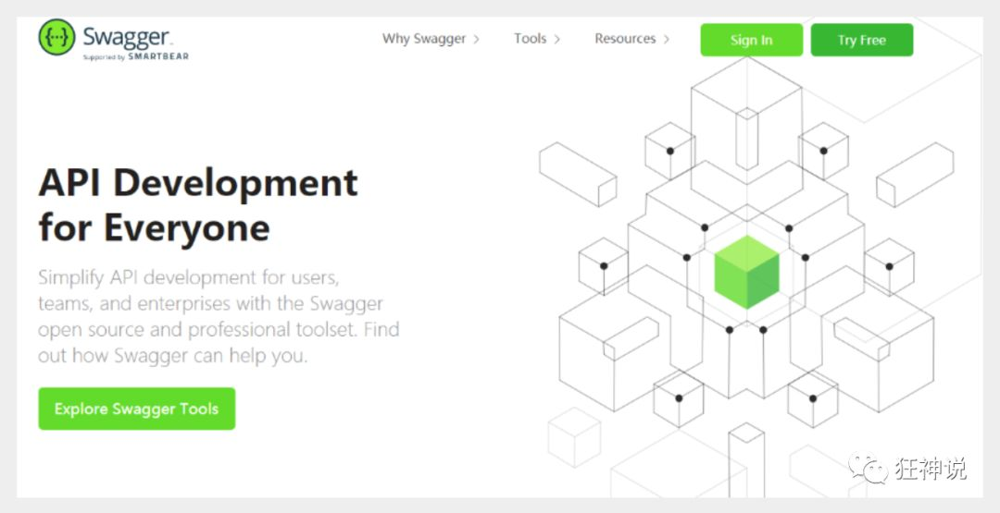 Swagger
Supported by SMARTBEAR
Why Swagger
Tools
Resources
Sign In
Try Free
API Development
for Everyone
Simplify API development for users,
teams, and enterprises with the Swagger
open source and professional toolset. Find
out how Swagger can help you.
Explore Swagger Tools
狂神说